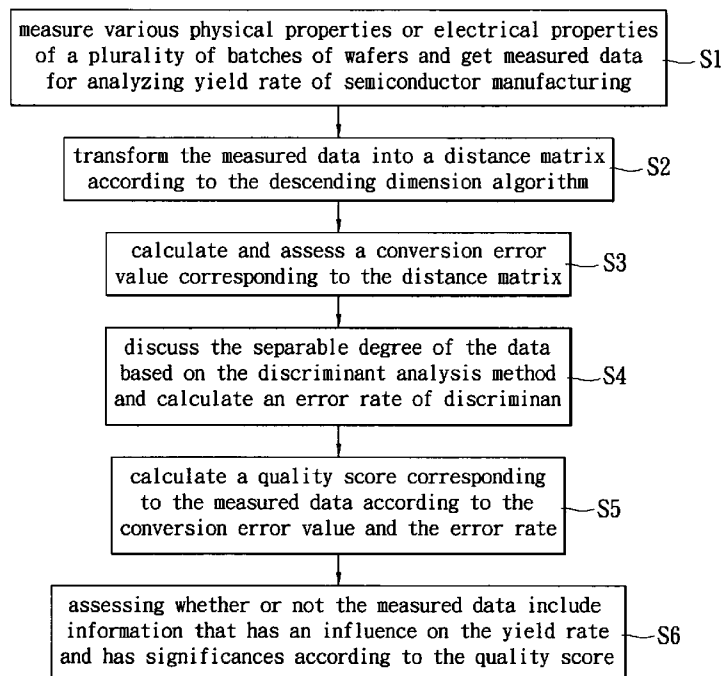 measure various physical properties or electrical properties
of a plurality of batches of wafers and get measured data
for analyzing yield rate of semiconductor manufacturing
S1
transform the measured data into a distance matrix
according to the descending dimension algorithm
S2
calculate and assess a conversion error
value corresponding to the distance matrix
S3
discuss the separable degree of the data
based on the discriminant analysis method
and calculate an error rate of discriminan
S4
calculate a quality score corresponding
to the measured data according to the
conversion error value and the error rate
S5
assessing whether or not the measured data include
information that has an influence on the yield rate
and has significances according to the quality score
S6